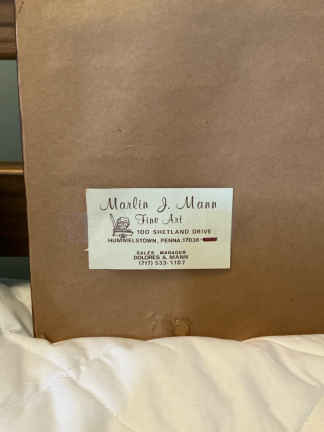 Marlin J. Mann
Fine Art
100 SHETLAND DRIVE
HUMMELSTOWN, PENNA. 17036
SALES MANAGER
DOLORES A. MANN
(717) 533-1187